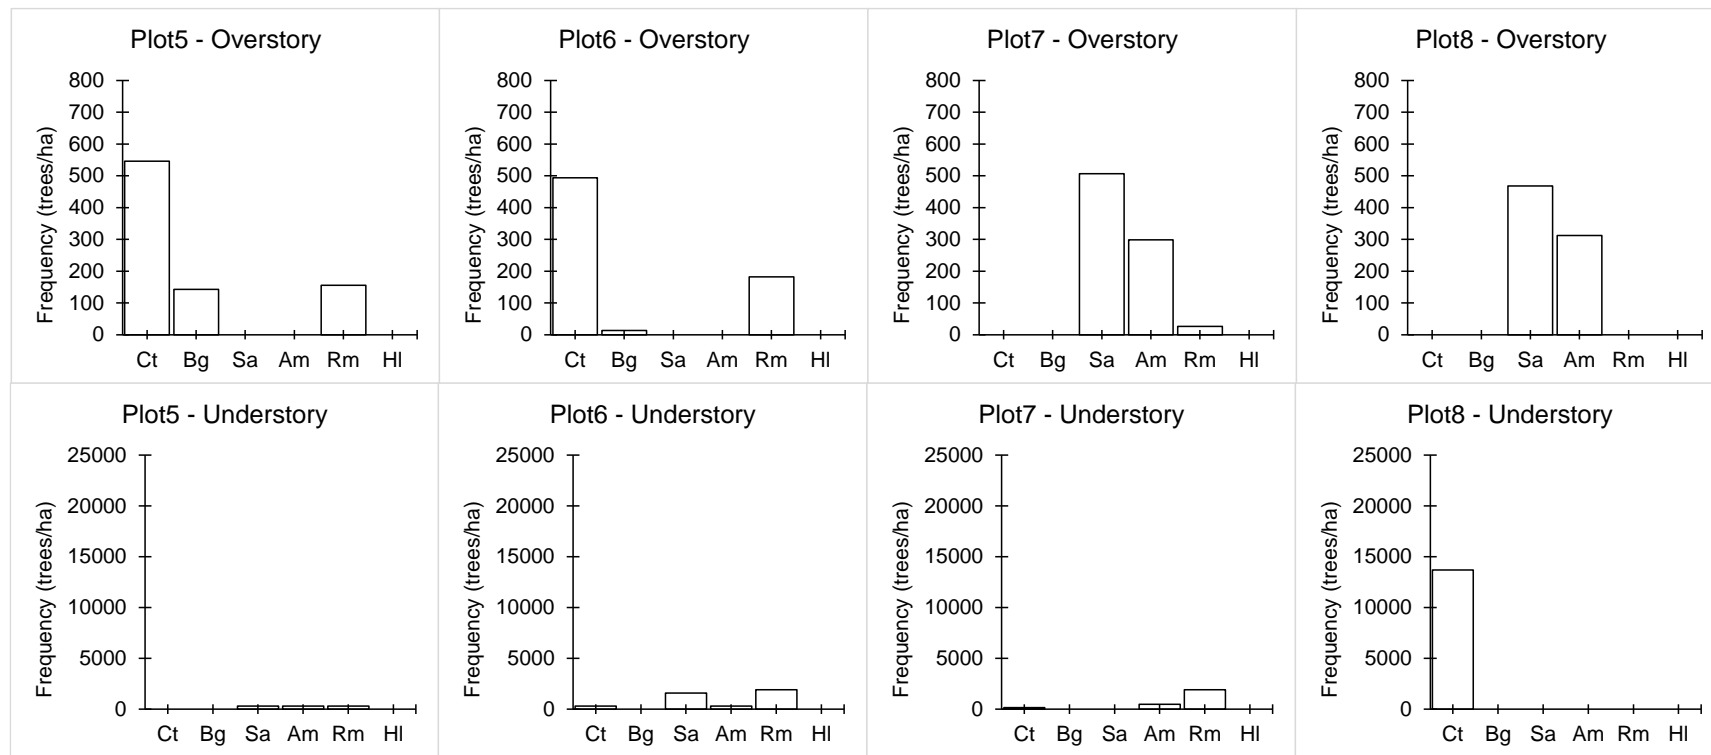 Plot5 - Overstory
Frequency (trees/ha)
800
700
600
500
400
300
200
100
0
Ct Bg Sa Am Rm Hl
Plot6 - Overstory
Frequency (trees/ha)
800
700
600
500
400
300
200
100
0
Ct Bg Sa Am Rm Hl
Plot7 - Overstory
Frequency (trees/ha)
800
700
600
500
400
300
200
100
0
Ct Bg Sa Am Rm Hl
Plot8 - Overstory
Frequency (trees/ha)
800
700
600
500
400
300
200
100
0
Ct Bg Sa Am Rm Hl
Plot5 - Understory
Frequency (trees/ha)
25000
20000
15000
10000
5000
0
Ct Bg Sa Am Rm Hl
Plot6 - Understory
Frequency (trees/ha)
25000
20000
15000
10000
5000
0
Ct Bg Sa Am Rm Hl
Plot7 - Understory
Frequency (trees/ha)
25000
20000
15000
10000
5000
0
Ct Bg Sa Am Rm Hl
Plot8 - Understory
Frequency (trees/ha)
25000
20000
15000
10000
5000
0
Ct Bg Sa Am Rm Hl